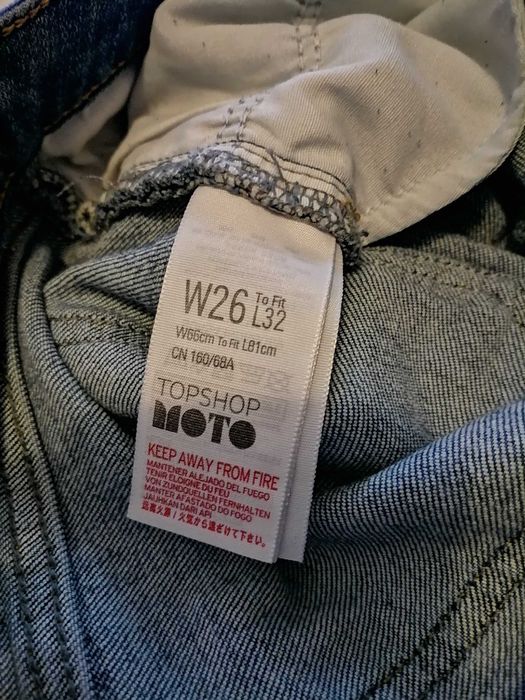 W26 To Fit L32
W66cm To Fit L81cm
CN 160/68A
TOPSHOP
MOTO
KEEP AWAY FROM FIRE
MANTENER ALEJADO DEL FUEGO
TENIR ELOIGNE DU FEU
VON ZUNDQUELLEN FERNHALTEN
MANTER AFASTADO DO FOGO
JAUHKAN DARI API
远离火源 / 火気から遠ざけて下さい。